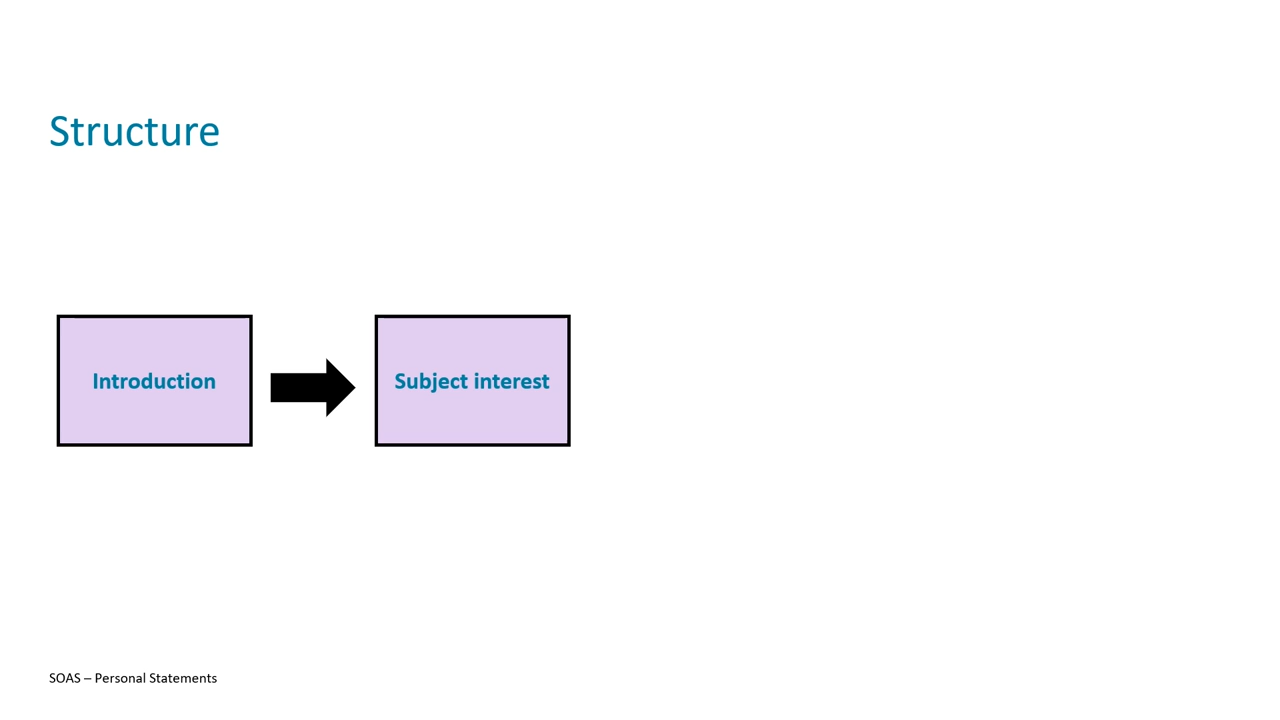 Structure
Introduction
Subject interest
SOAS – Personal Statements